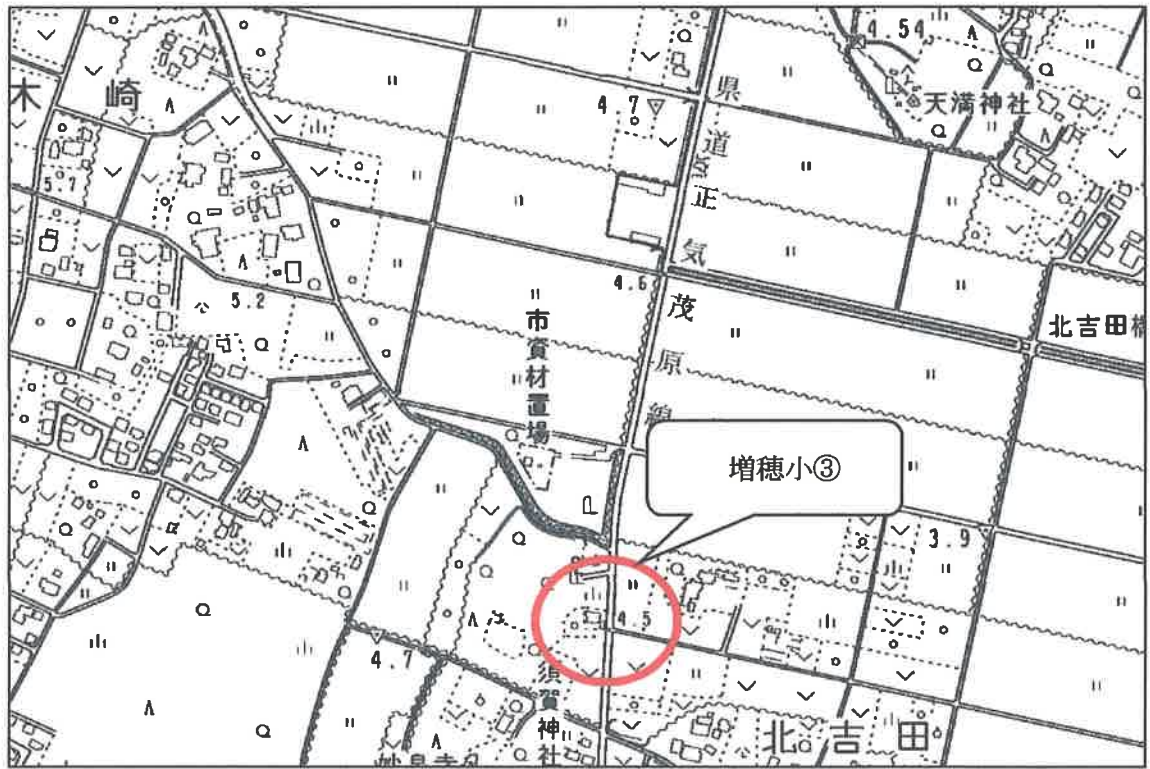 木崎
4.54
天満神社
4.7
県道正気茂原線
5.7
5.2
4.6
市資材置場
北吉田橋
増穂小③
3.9
4.5
4.7
須賀神社
北吉田